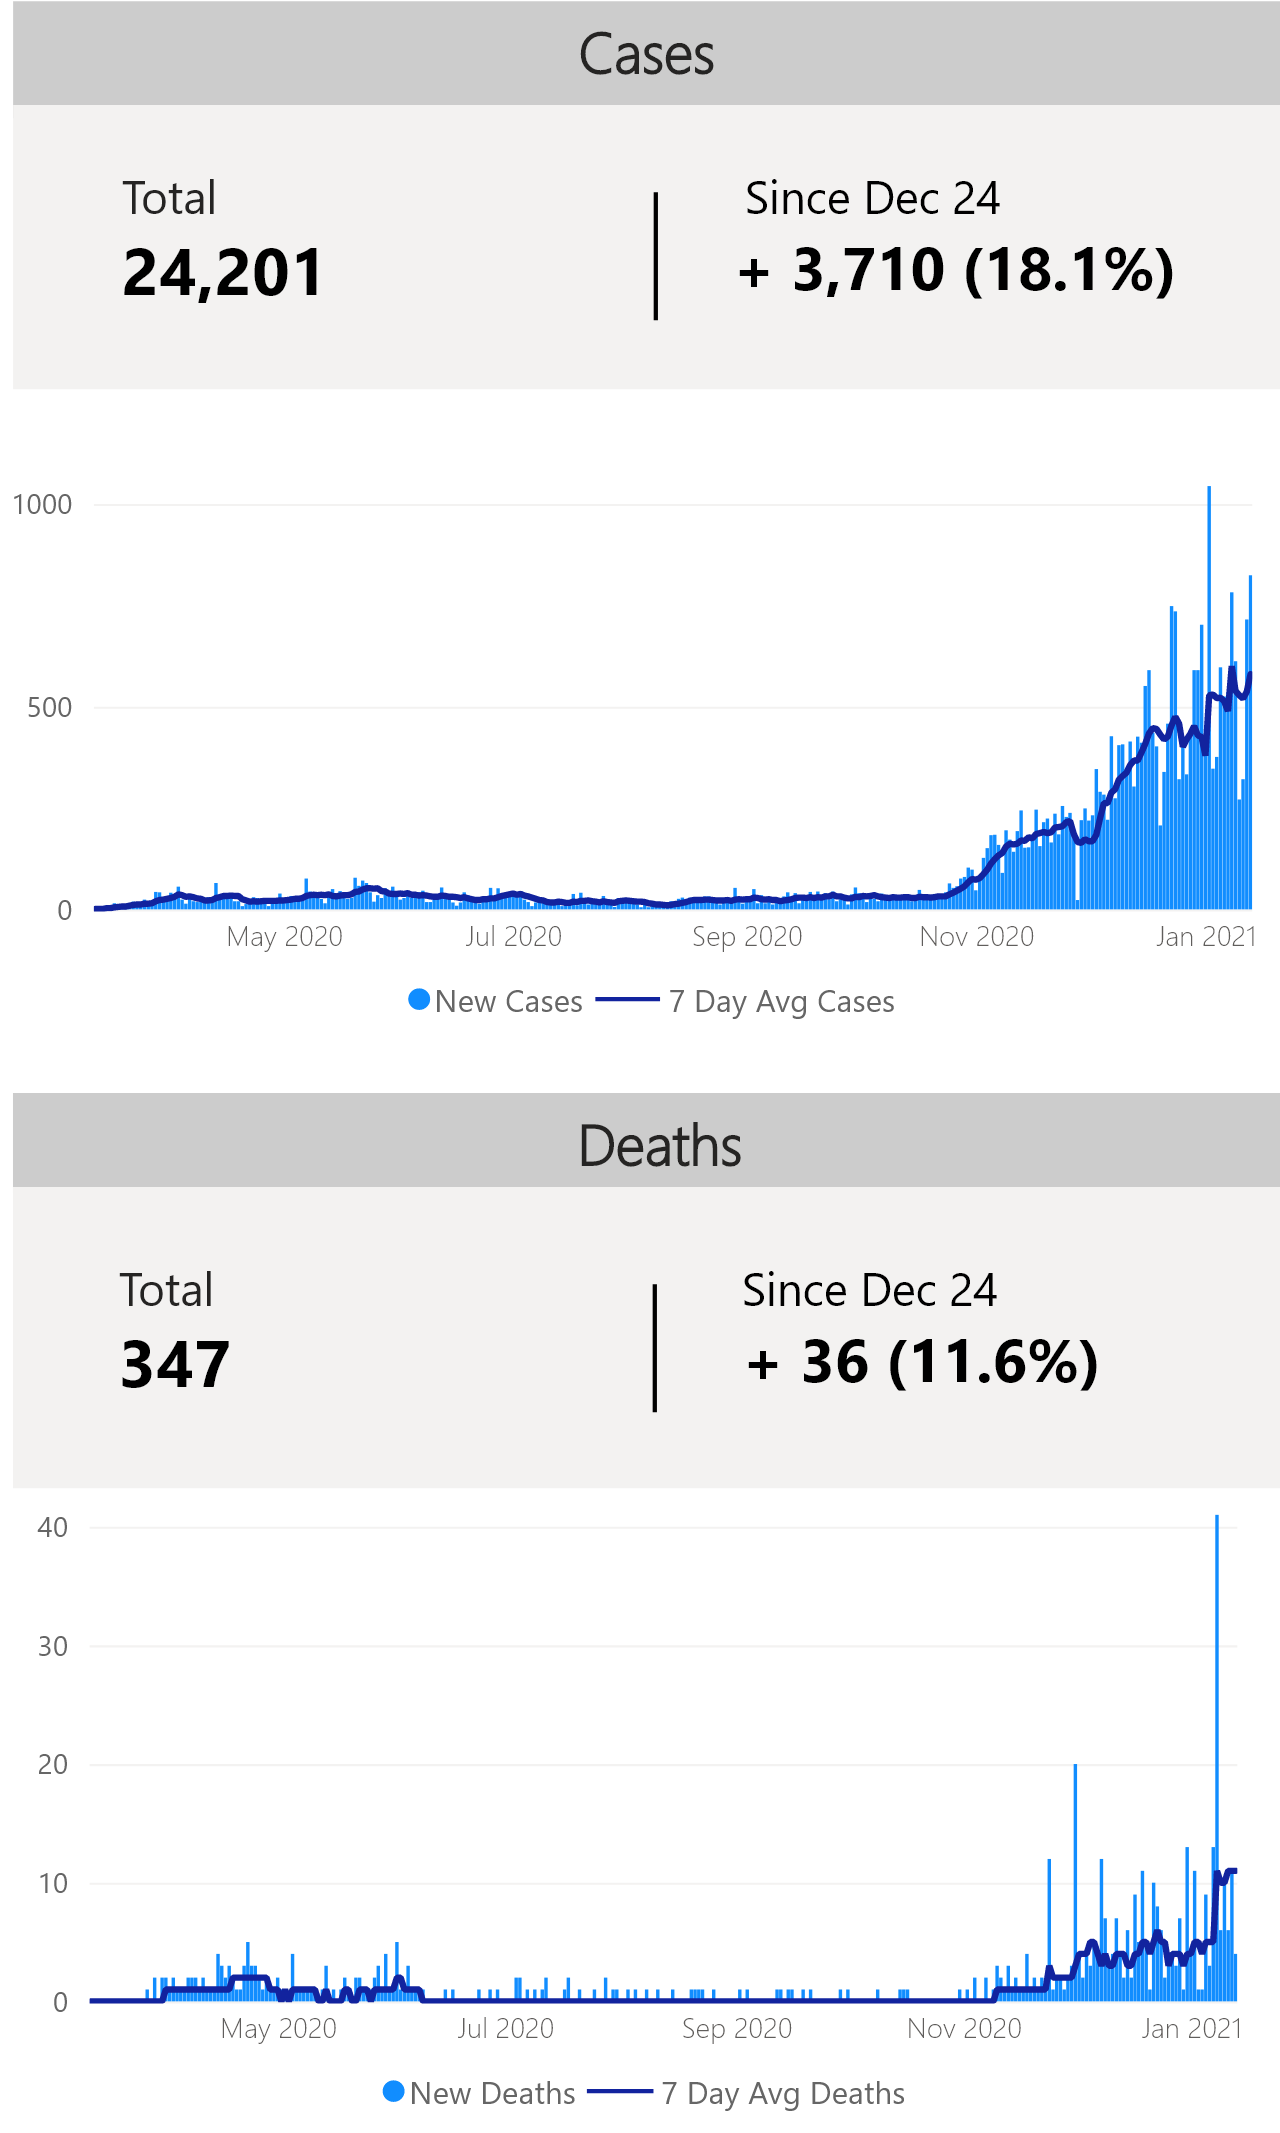 Cases
Total
Since Dec 24
24,201
+ 3,710 (18.1%)
1000
500
0
May 2020
Jul 2020
Sep 2020
Nov 2020
Jan 2021
New Cases
7 Day Avg Cases
Deaths
Total
Since Dec 24
347
+ 36 (11.6%)
40
30
20
10
0
May 2020
Jul 2020
Sep 2020
Nov 2020
Jan 2021
New Deaths
7 Day Avg Deaths